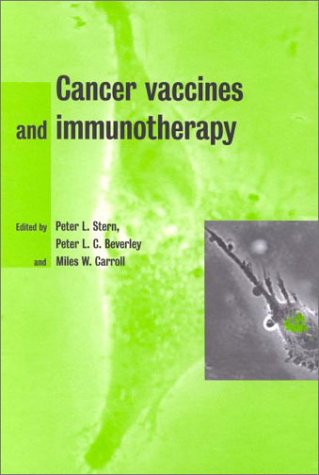 Cancer vaccines
and immunotherapy
Edited by Peter L. Stern,
Peter L. C. Beverley
and Miles W. Carroll